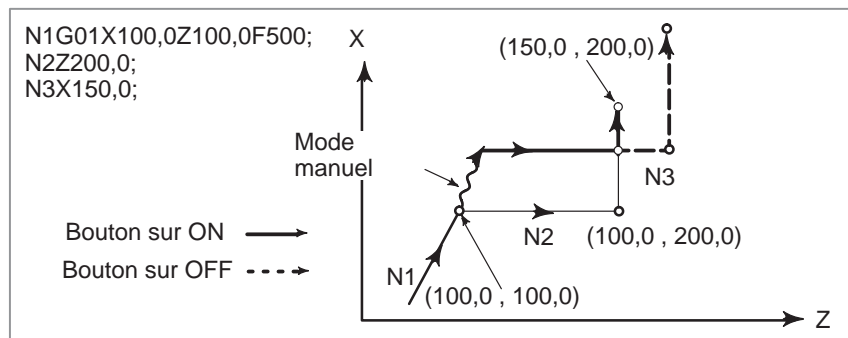 N1G01X100,0Z100,0F500;
N2Z200,0;
N3X150,0;
X
(150,0 , 200,0)
Mode
manuel
N3
Bouton sur ON
N2
(100,0 , 200,0)
Bouton sur OFF
N1
(100,0 , 100,0)
Z